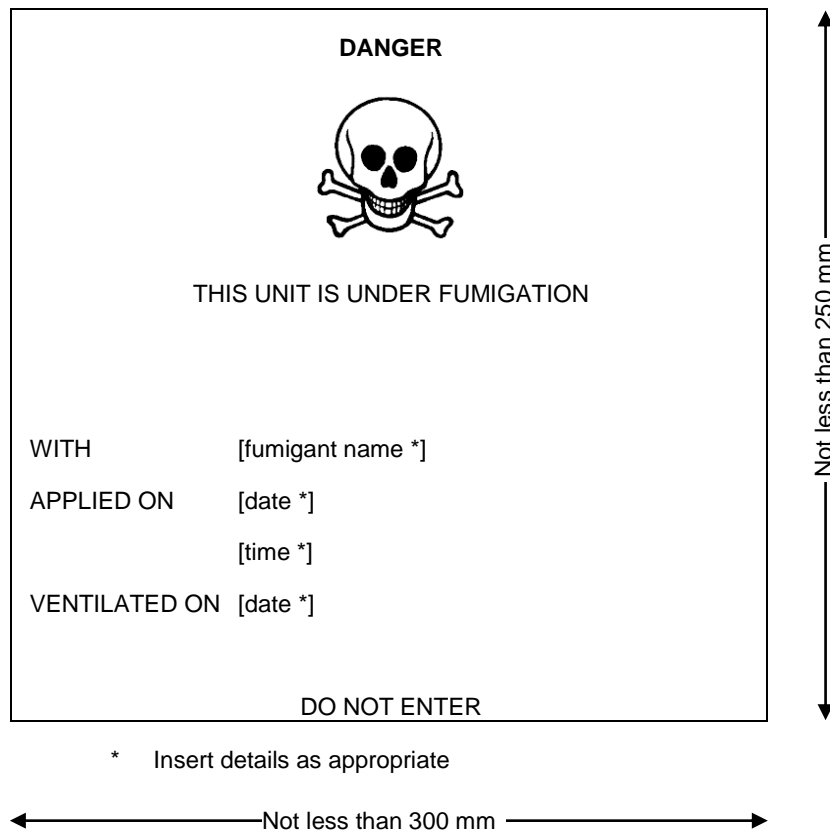 DANGER
THIS UNIT IS UNDER FUMIGATION
WITH [fumigant name *]
APPLIED ON [date *]
[time *]
VENTILATED ON [date *]
DO NOT ENTER
* Insert details as appropriate
Not less than 300 mm
Not less than 250 mm